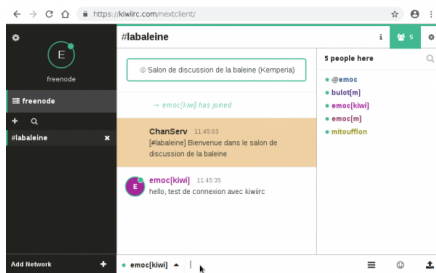 https://kiwiirc.com/nextclient/
E
freenode
freenode
#labaleine
Add Network
#labaleine
5
Salon de discussion de la baleine (Kemperia)
→ emoc[kiwi] has joined
ChanServ 11:45:03
[#labaleine] Bienvenue dans le salon de
discussion de la baleine
E
emoc[kiwi] 11:45:35
hello, test de connexion avec kiwiirc
emoc[kiwi]
5 people here
@emoc
bulot[m]
emoc[kiwi]
emoc[m]
mitoufflon